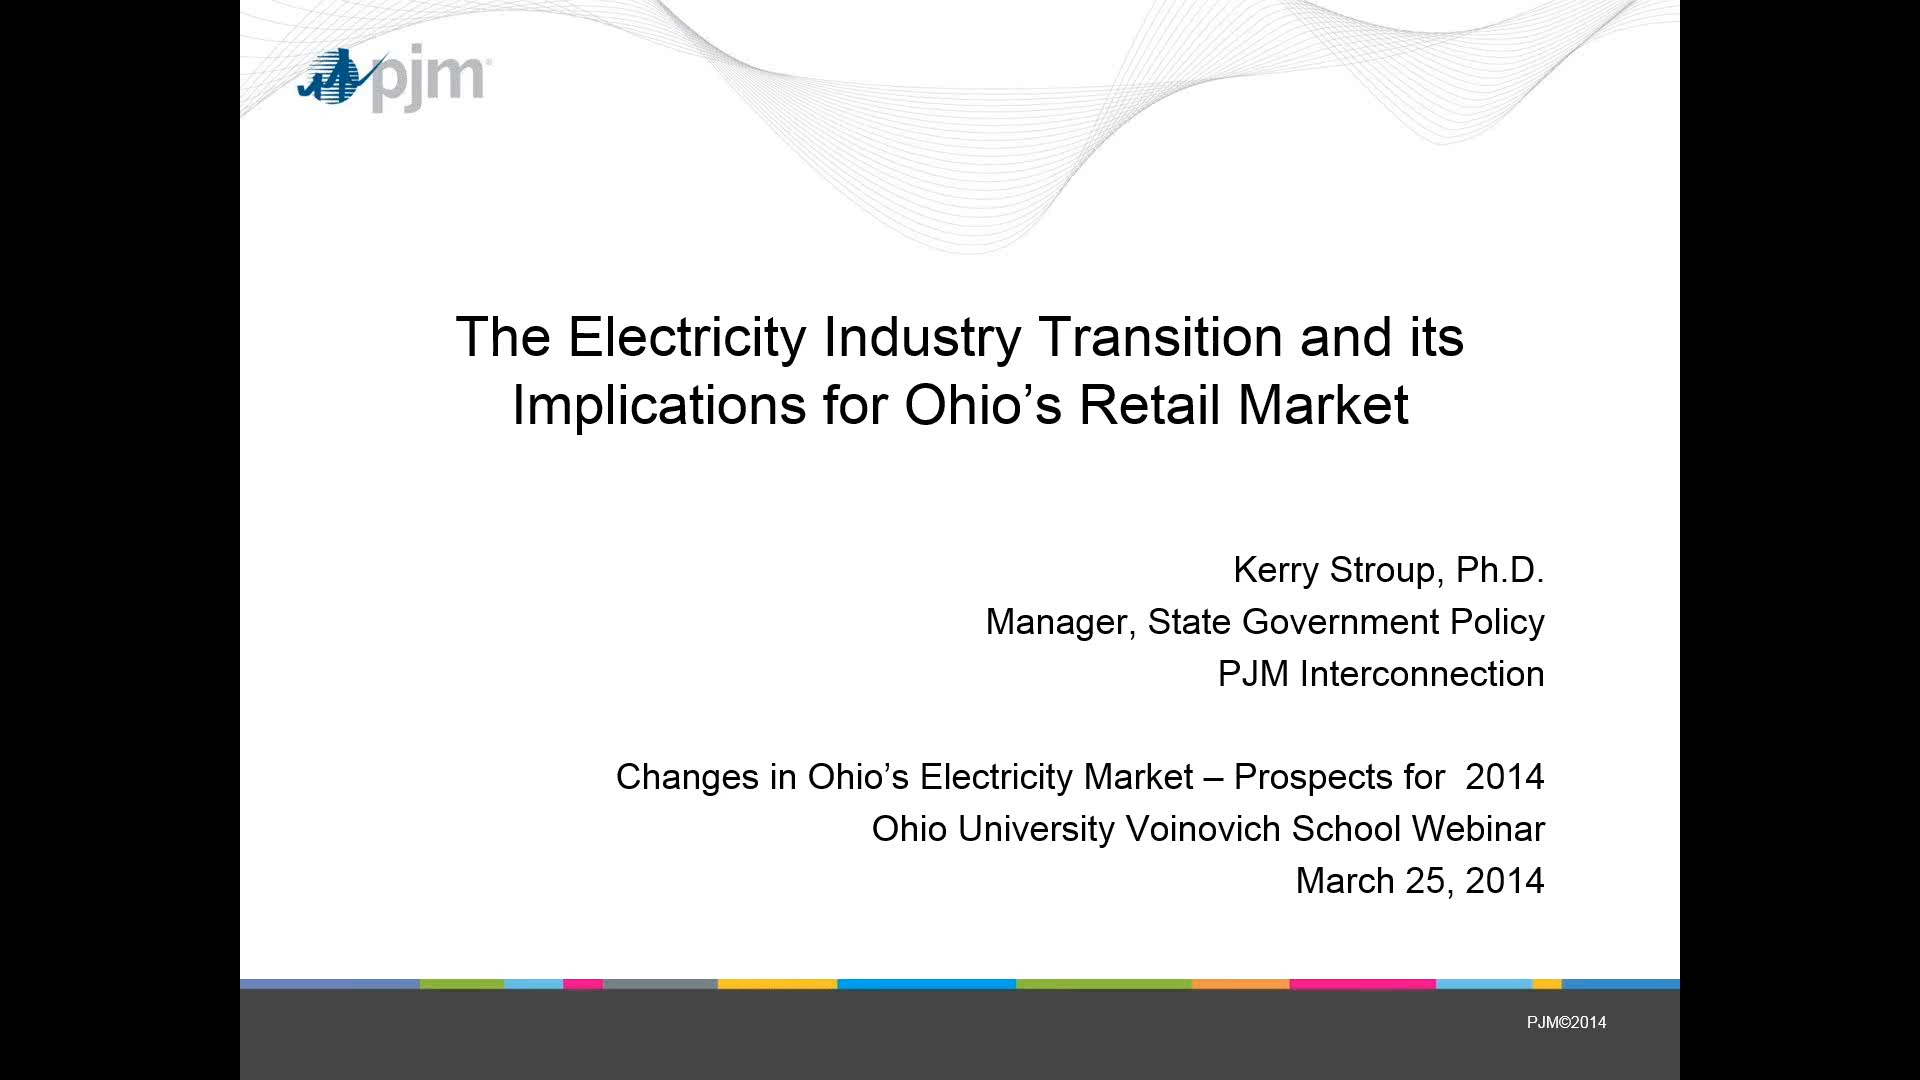 pjm
The Electricity Industry Transition and its
Implications for Ohio’s Retail Market
Kerry Stroup, Ph.D.
Manager, State Government Policy
PJM Interconnection
Changes in Ohio’s Electricity Market – Prospects for  2014
Ohio University Voinovich School Webinar
March 25, 2014
PJM©2014